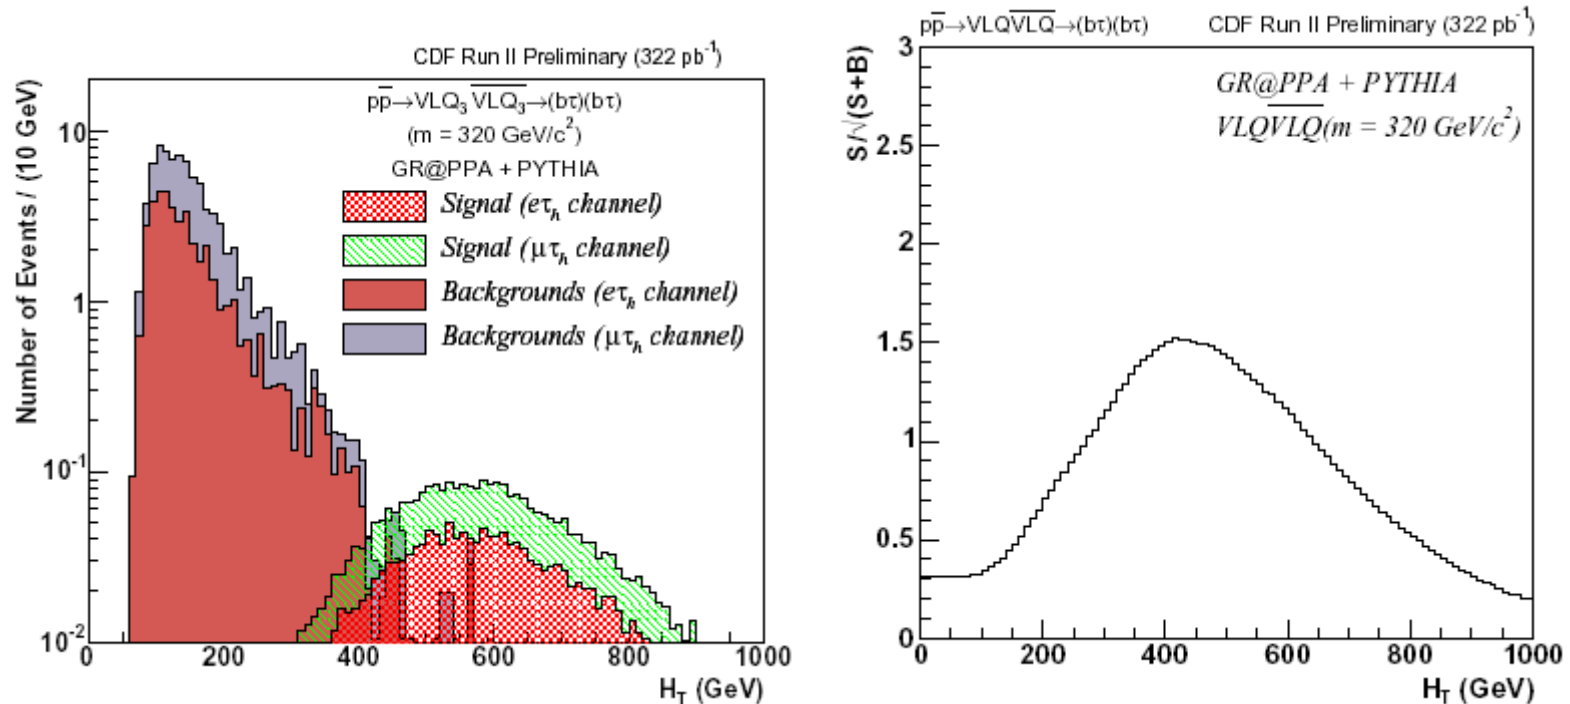 CDF Run II Preliminary (322 pb⁻¹)
pp̅→VLQ₃ V̅L̅Q̅₃→(bτ)(bτ)
(m = 320 GeV/c²)
GR@PPA + PYTHIA
Signal (eτₕ channel)
Signal (μτₕ channel)
Backgrounds (eτₕ channel)
Backgrounds (μτₕ channel)
Number of Events / (10 GeV)
10
1
10⁻¹
10⁻²
0 200 400 600 800 1000
H_T (GeV)
pp̅→VLQV̅L̅Q̅→(bτ)(bτ) CDF Run II Preliminary (322 pb⁻¹)
GR@PPA + PYTHIA
VLQV̅L̅Q̅(m = 320 GeV/c²)
S/√(S+B)
3
2.5
2
1.5
1
0.5
0
0 200 400 600 800 1000
H_T (GeV)